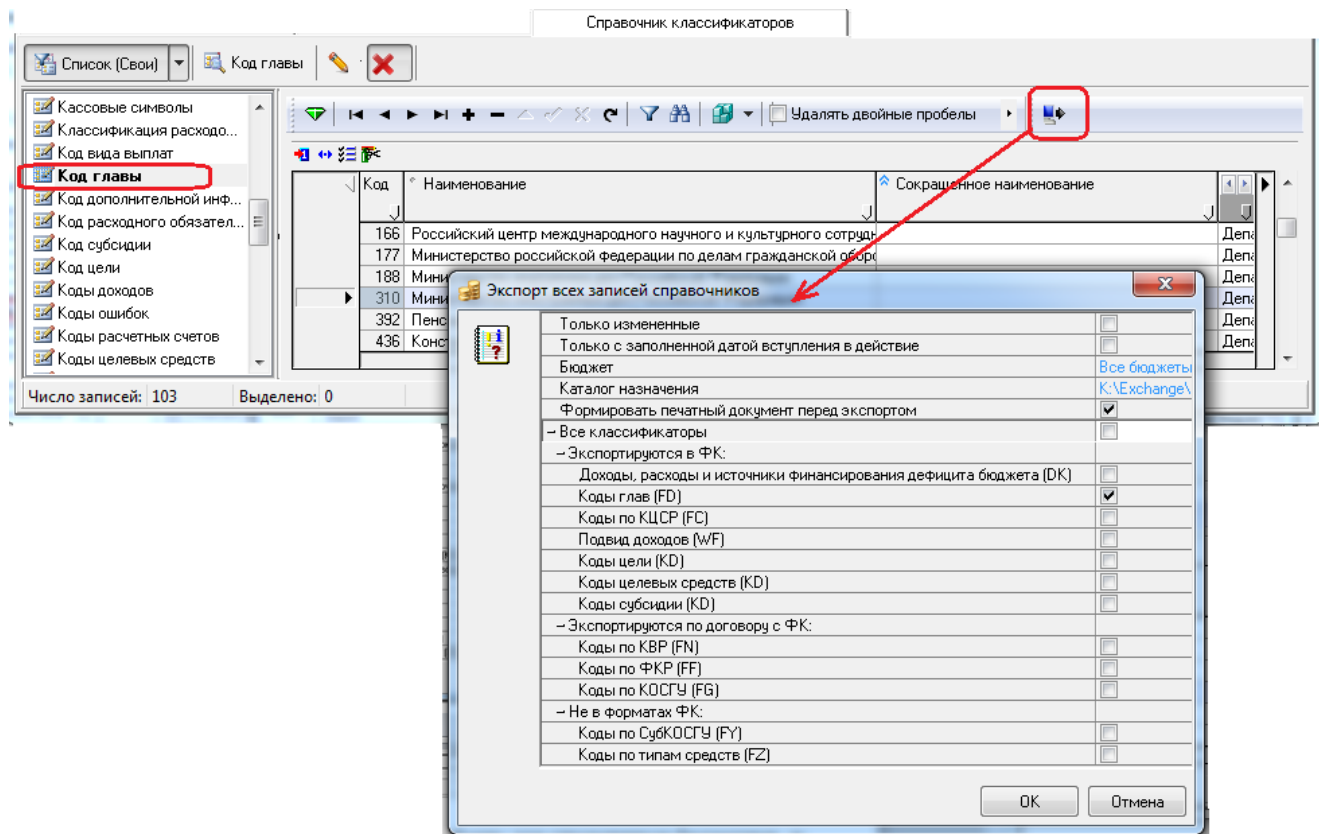 Справочник классификаторов
Список (Свои) Код главы
Кассовые символы
Классификация расходо...
Код вида выплат
Код главы
Код дополнительной инф...
Код расходного обязател...
Код субсидии
Код цели
Коды доходов
Коды ошибок
Коды расчетных счетов
Коды целевых средств
Удалять двойные пробелы
Код Наименование Сокращенное наименование
166 Российский центр международного научного и культурного сотрудн Депа
177 Министерство российской федерации по делам гражданской оборо Депа
188 Мини Депа
310 Мини Депа
392 Пенс Депа
436 Конс Депа
Число записей: 103 Выделено: 0
Экспорт всех записей справочников
Только измененные
Только с заполненной датой вступления в действие
Бюджет Все бюджеты
Каталог назначения K:\Exchange\
Формировать печатный документ перед экспортом
Все классификаторы
Экспортируются в ФК:
Доходы, расходы и источники финансирования дефицита бюджета (DK)
Коды глав (FD)
Коды по КЦСР (FC)
Подвид доходов (WF)
Коды цели (KD)
Коды целевых средств (KD)
Коды субсидии (KD)
Экспортируются по договору с ФК:
Коды по КВР (FN)
Коды по ФКР (FF)
Коды по КОСГУ (FG)
Не в форматах ФК:
Коды по СубКОСГУ (FY)
Коды по типам средств (FZ)
OK Отмена